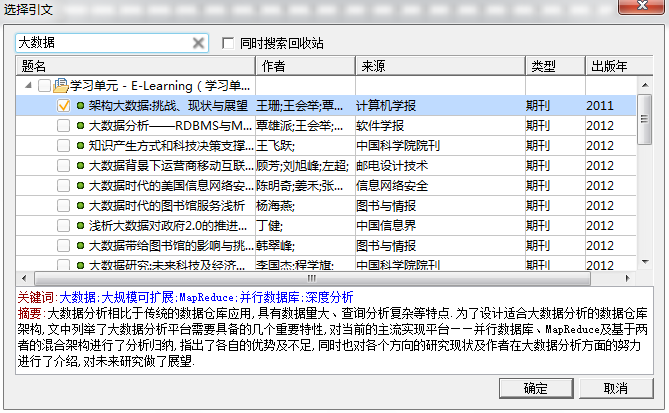 选择引文
大数据
同时搜索回收站
题名 作者 来源 类型 出版年
学习单元 - E-Learning（学习单...
架构大数据:挑战、现状与展望 王珊;王会举;覃... 计算机学报 期刊 2011
大数据分析——RDBMS与M... 覃雄派;王会举;... 软件学报 期刊 2012
知识产生方式和科技决策支撑... 王飞跃; 中国科学院院刊 期刊 2012
大数据背景下运营商移动互联... 顾芳;刘旭峰;左超; 邮电设计技术 期刊 2012
大数据时代的美国信息网络安... 陈明奇;姜禾;张... 信息网络安全 期刊 2012
大数据时代的图书馆服务浅析 杨海燕; 图书与情报 期刊 2012
浅析大数据对政府2.0的推进... 丁健; 中国信息界 期刊 2012
大数据带给图书馆的影响与挑... 韩翠峰; 图书与情报 期刊 2012
大数据研究:未来科技及经济... 李国杰;程学旗; 中国科学院院刊 期刊 2012
关键词:大数据;大规模可扩展;MapReduce;并行数据库;深度分析
摘要:大数据分析相比于传统的数据仓库应用,具有数据量大、查询分析复杂等特点.为了设计适合大数据分析的数据仓库
架构,文中列举了大数据分析平台需要具备的几个重要特性,对当前的主流实现平台——并行数据库、MapReduce及基于两
者的混合架构进行了分析归纳,指出了各自的优势及不足,同时也对各个方向的研究现状及作者在大数据分析方面的努力
进行了介绍,对未来研究做了展望.
确定 取消